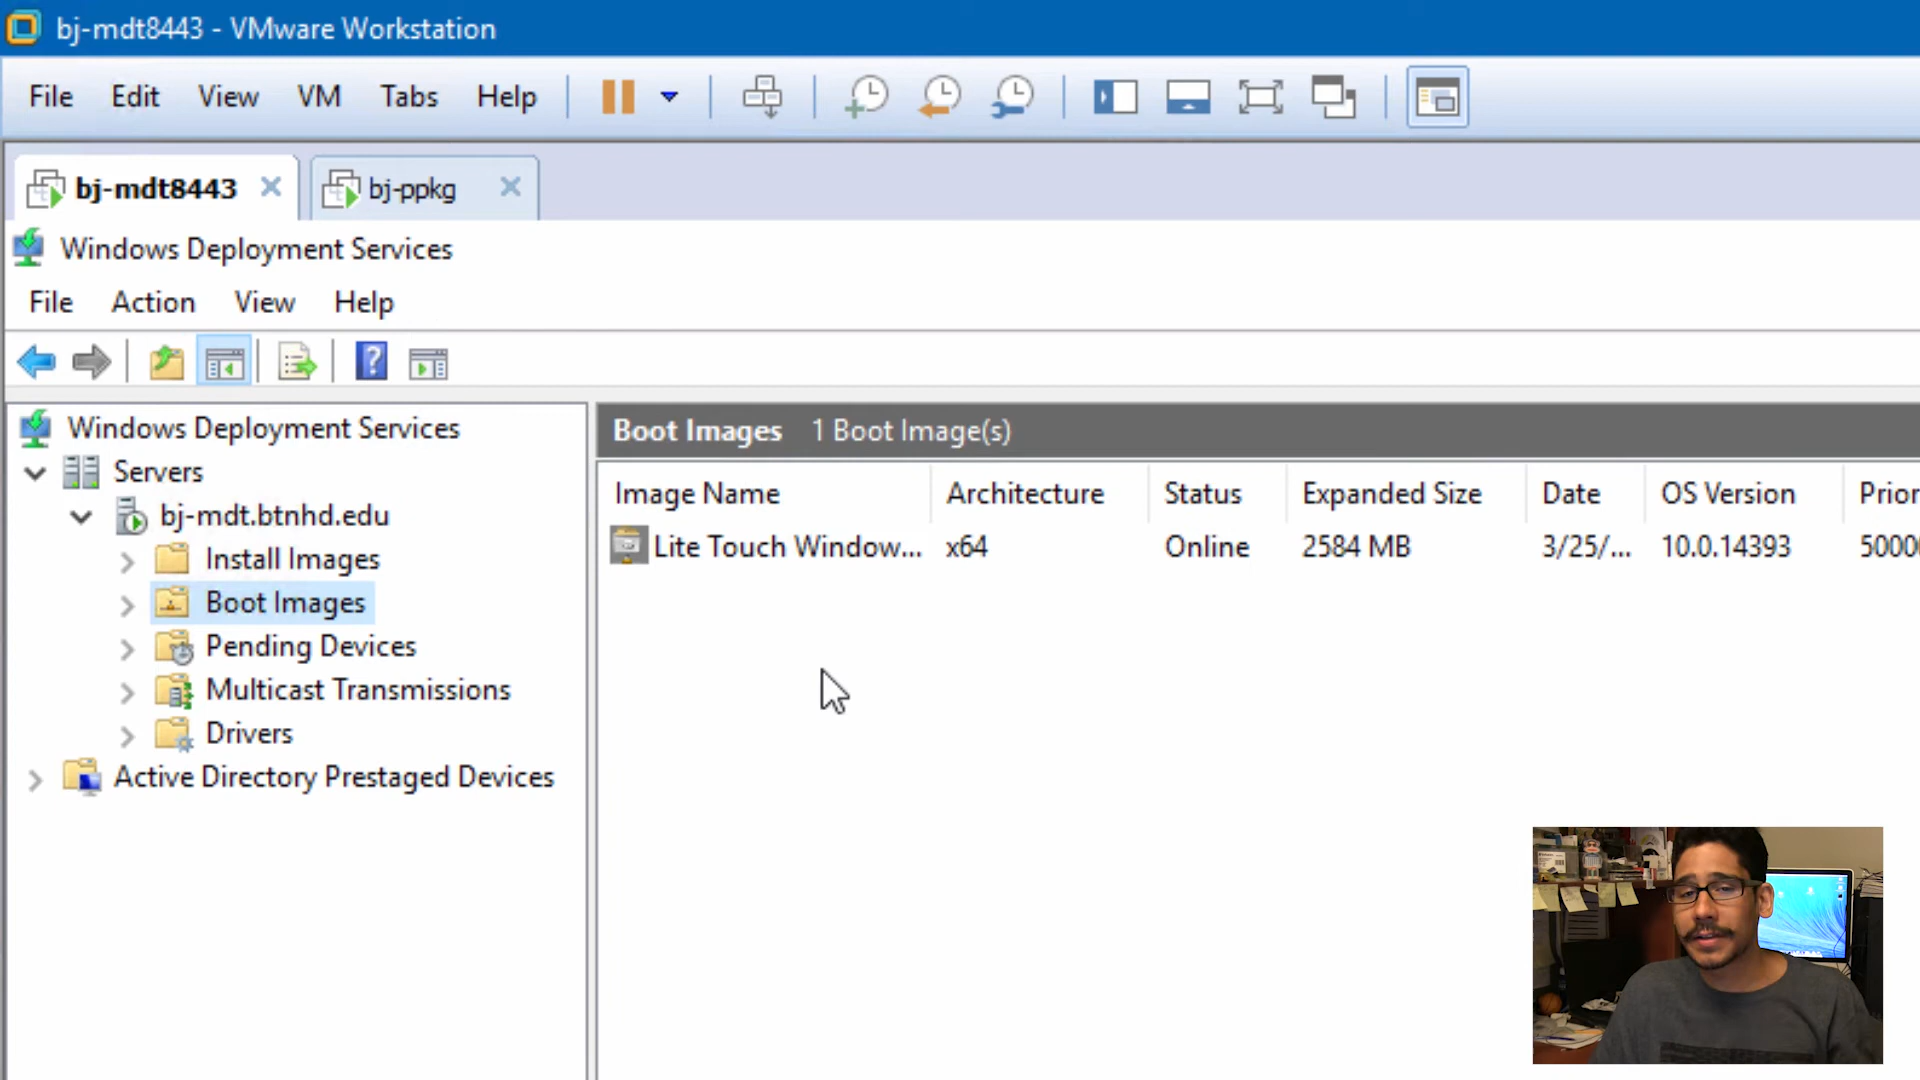 bj-mdt8443 - VMware Workstation
File Edit View VM Tabs Help
bj-mdt8443 bj-ppkg
Windows Deployment Services
File Action View Help
Windows Deployment Services
Servers
bj-mdt.btnhd.edu
Install Images
Boot Images
Pending Devices
Multicast Transmissions
Drivers
Active Directory Prestaged Devices
Boot Images 1 Boot Image(s)
Image Name Architecture Status Expanded Size Date OS Version Prior
Lite Touch Window... x64 Online 2584 MB 3/25/... 10.0.14393 5000